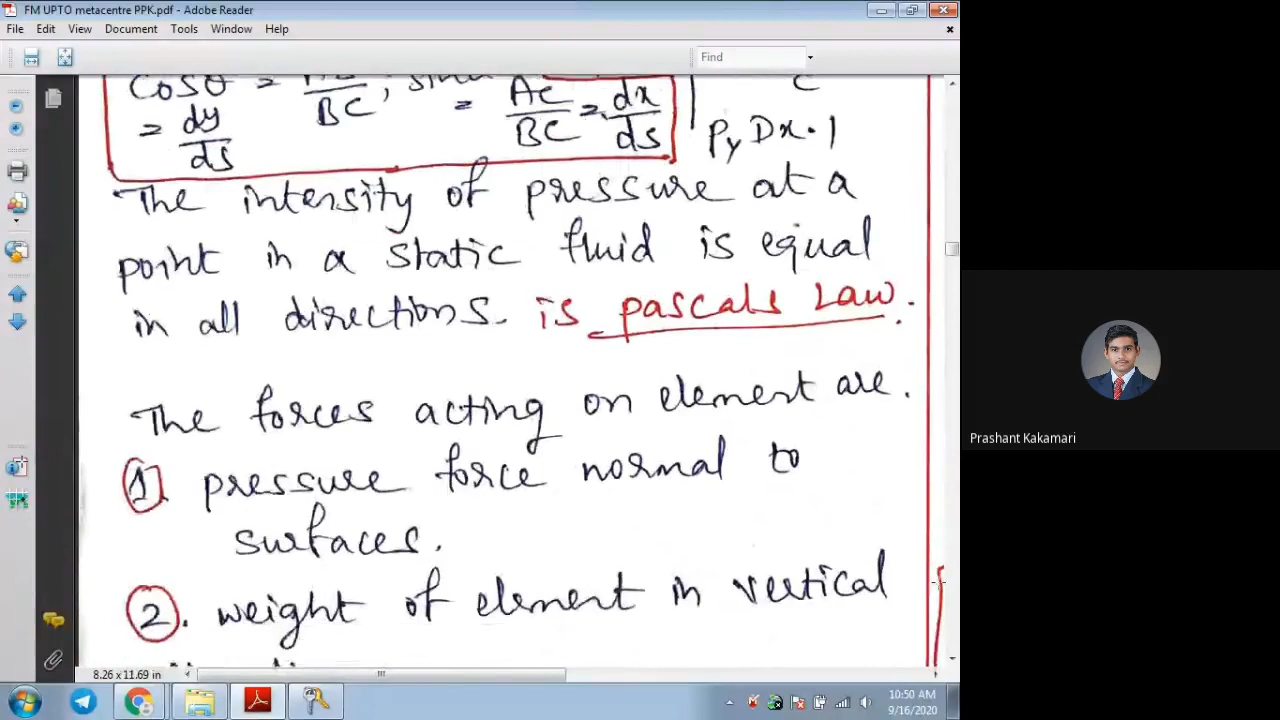 FM UPTO metacentre PPK.pdf - Adobe Reader
File Edit View Document Tools Window Help
Find
Cosθ =
BC, = AC/BC = dx/ds
= dy/ds
C
Py Dx·1
The intensity of pressure at a
point in a static fluid is equal
in all directions. is pascals Law.
The forces acting on element are.
1. pressure force normal to
surfaces.
2. weight of element in vertical
8.26 x 11.69 in
Prashant Kakamari
10:50 AM
9/16/2020